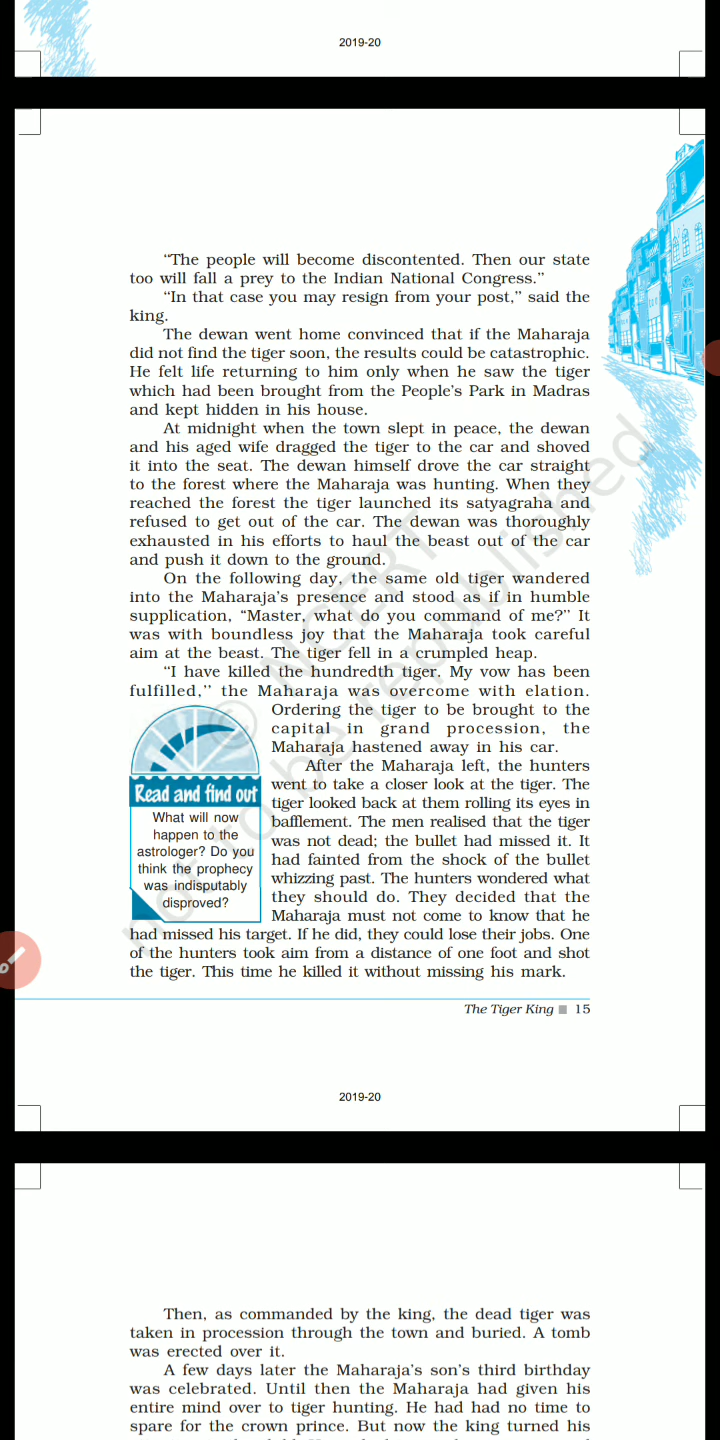 2019-20
"The people will become discontented. Then our state
too will fall a prey to the Indian National Congress."
"In that case you may resign from your post," said the
king.
The dewan went home convinced that if the Maharaja
did not find the tiger soon, the results could be catastrophic.
He felt life returning to him only when he saw the tiger
which had been brought from the People's Park in Madras
and kept hidden in his house.
At midnight when the town slept in peace, the dewan
and his aged wife dragged the tiger to the car and shoved
it into the seat. The dewan himself drove the car straight
to the forest where the Maharaja was hunting. When they
reached the forest the tiger launched its satyagraha and
refused to get out of the car. The dewan was thoroughly
exhausted in his efforts to haul the beast out of the car
and push it down to the ground.
On the following day, the same old tiger wandered
into the Maharaja's presence and stood as if in humble
supplication, "Master, what do you command of me?" It
was with boundless joy that the Maharaja took careful
aim at the beast. The tiger fell in a crumpled heap.
"I have killed the hundredth tiger. My vow has been
fulfilled," the Maharaja was overcome with elation.
Ordering the tiger to be brought to the
capital in grand procession, the
Maharaja hastened away in his car.
After the Maharaja left, the hunters
went to take a closer look at the tiger. The
tiger looked back at them rolling its eyes in
bafflement. The men realised that the tiger
was not dead; the bullet had missed it. It
had fainted from the shock of the bullet
whizzing past. The hunters wondered what
they should do. They decided that the
Maharaja must not come to know that he
had missed his target. If he did, they could lose their jobs. One
of the hunters took aim from a distance of one foot and shot
the tiger. This time he killed it without missing his mark.
Read and find out
What will now
happen to the
astrologer? Do you
think the prophecy
was indisputably
disproved?
© NCERT
not to be republished
The Tiger King 15
2019-20
Then, as commanded by the king, the dead tiger was
taken in procession through the town and buried. A tomb
was erected over it.
A few days later the Maharaja's son's third birthday
was celebrated. Until then the Maharaja had given his
entire mind over to tiger hunting. He had had no time to
spare for the crown prince. But now the king turned his